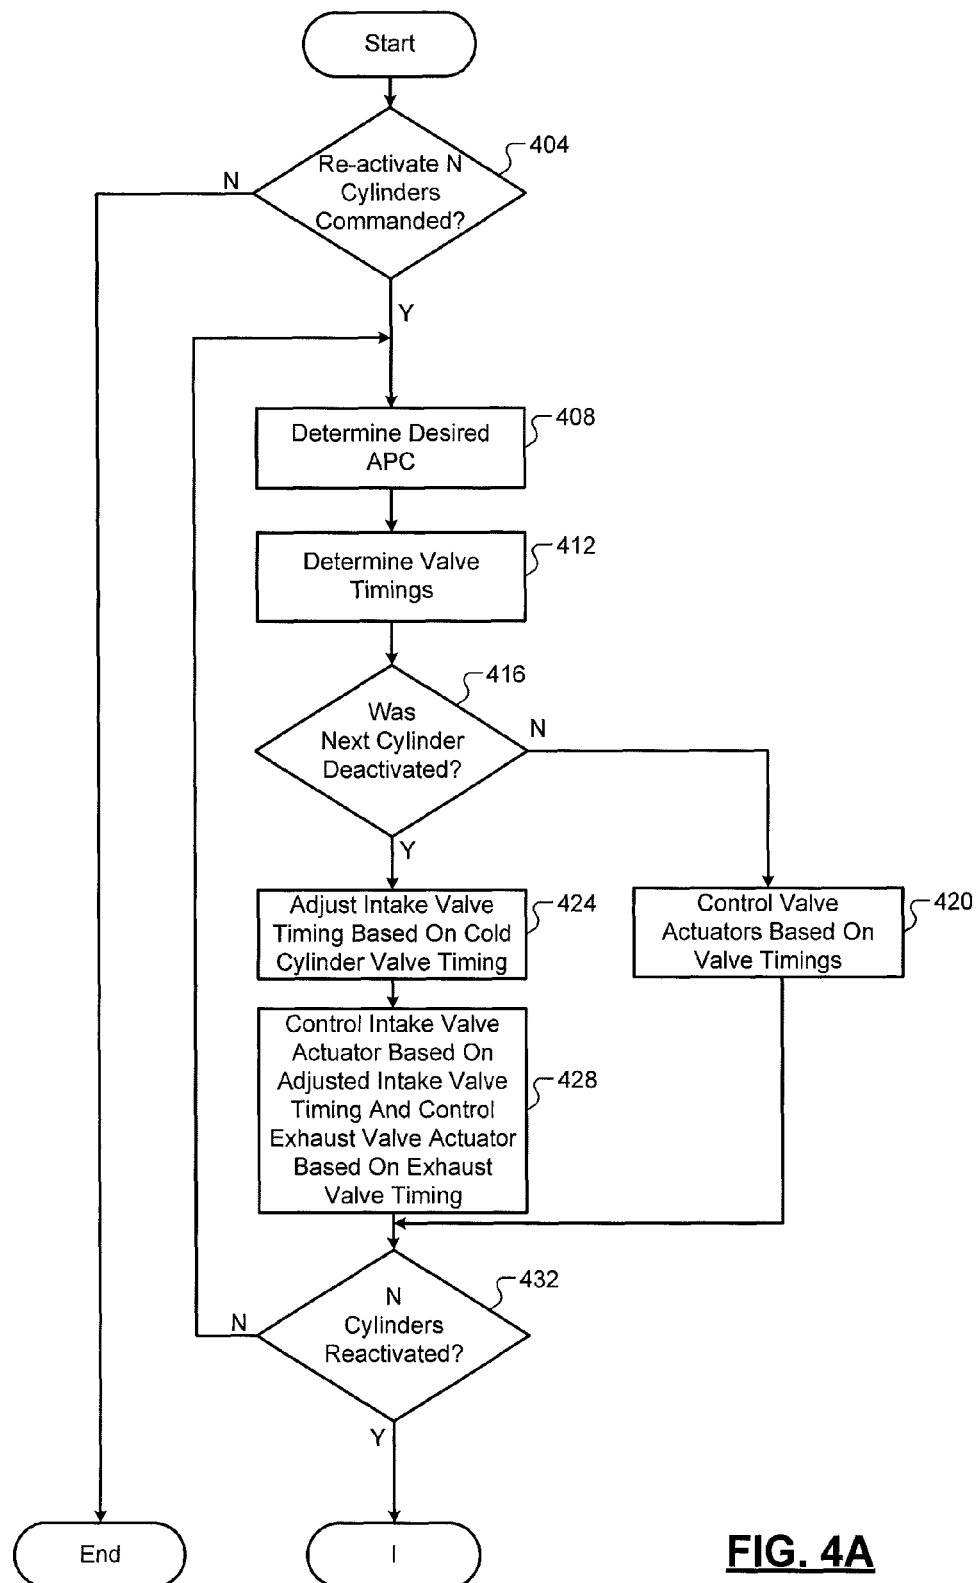 Start
Re-activate N
Cylinders
Commanded?
404
N
Y
Determine Desired
APC
408
Determine Valve
Timings
412
Was
Next Cylinder
Deactivated?
416
N
Y
Adjust Intake Valve
Timing Based On Cold
Cylinder Valve Timing
424
Control Valve
Actuators Based On
Valve Timings
420
Control Intake Valve
Actuator Based On
Adjusted Intake Valve
Timing And Control
Exhaust Valve Actuator
Based On Exhaust
Valve Timing
428
N
Cylinders
Reactivated?
432
N
Y
End
I
FIG. 4A